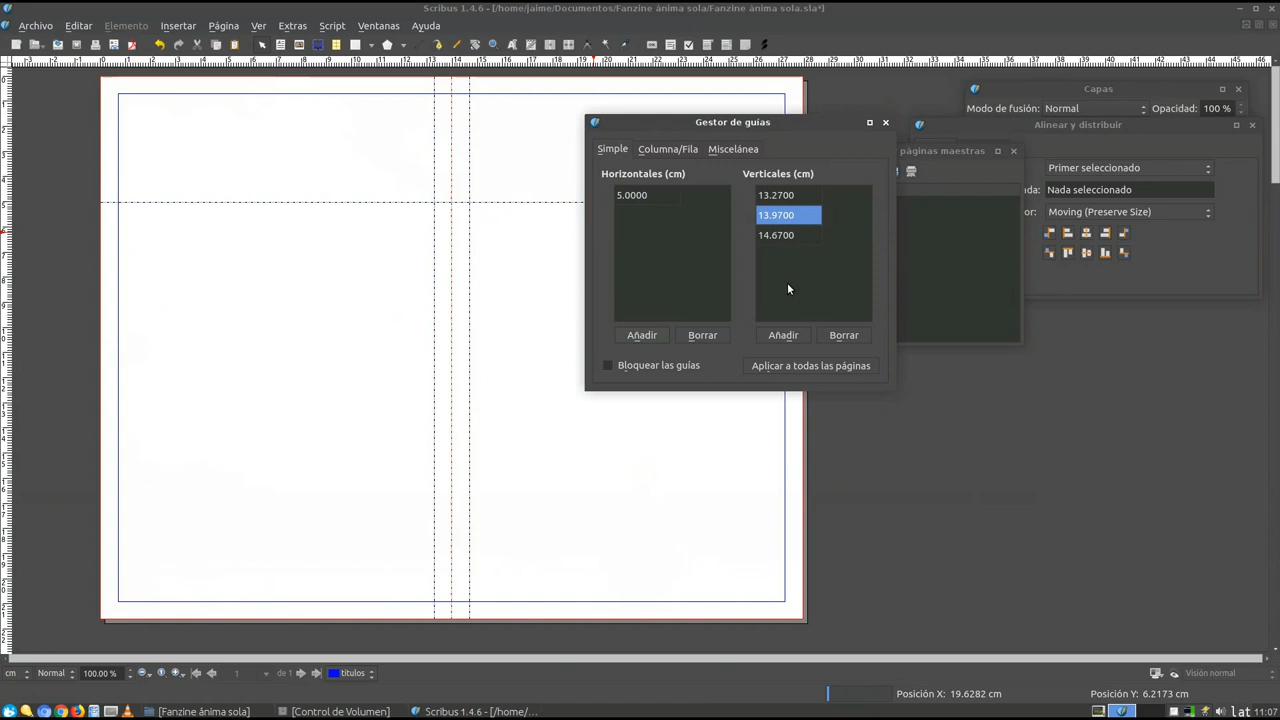 Scribus 1.4.6 - [/home/jaime/Documentos/Fanzine ánima sola/Fanzine ánima sola.sla*]
Archivo Editar Elemento Insertar Página Ver Extras Script Ventanas Ayuda
Capas
Modo de fusión: Normal Opacidad: 100 %
Alinear y distribuir
Gestor de guías
Simple Columna/Fila Miscelánea
páginas maestras
Primer seleccionado
Horizontales (cm) Verticales (cm)
nda: Nada seleccionado
5.0000 13.2700
or: Moving (Preserve Size)
13.9700
14.6700
Añadir Borrar Añadir Borrar
Bloquear las guías Aplicar a todas las páginas
cm Normal 100.00 % 1 de 1 titulos Visión normal
Posición X: 19.6282 cm Posición Y: 6.2173 cm
[Fanzine ánima sola] [Control de Volumen] Scribus 1.4.6 - [/home/... lat 11:07